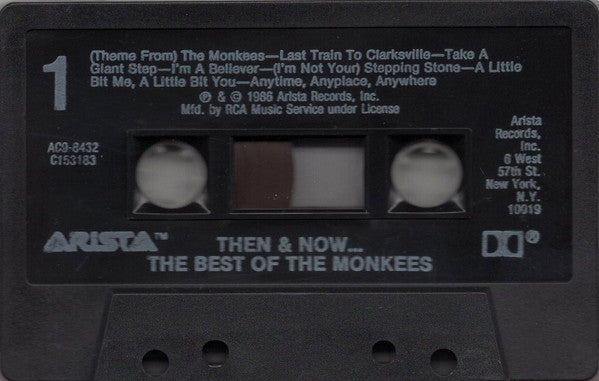 1
(Theme From) The Monkees—Last Train To Clarksville—Take A
Giant Step—I'm A Believer—(I'm Not Your) Stepping Stone—A Little
Bit Me, A Little Bit You—Anytime, Anyplace, Anywhere
℗ & © 1986 Arista Records, Inc.
Mfd. by RCA Music Service under License
AC9-8432
C153183
Arista
Records,
Inc.
6 West
57th St.
New York,
N.Y.
10019
ARISTA™
THEN & NOW...
THE BEST OF THE MONKEES